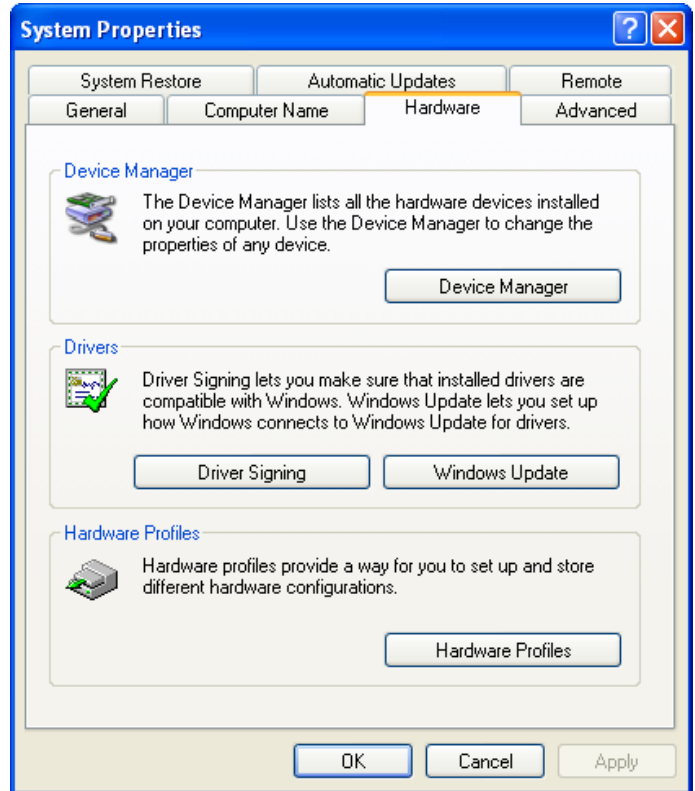 System Properties
System Restore
Automatic Updates
Remote
General
Computer Name
Hardware
Advanced
Device Manager
The Device Manager lists all the hardware devices installed
on your computer. Use the Device Manager to change the
properties of any device.
Device Manager
Drivers
Driver Signing lets you make sure that installed drivers are
compatible with Windows. Windows Update lets you set up
how Windows connects to Windows Update for drivers.
Driver Signing
Windows Update
Hardware Profiles
Hardware profiles provide a way for you to set up and store
different hardware configurations.
Hardware Profiles
OK
Cancel
Apply